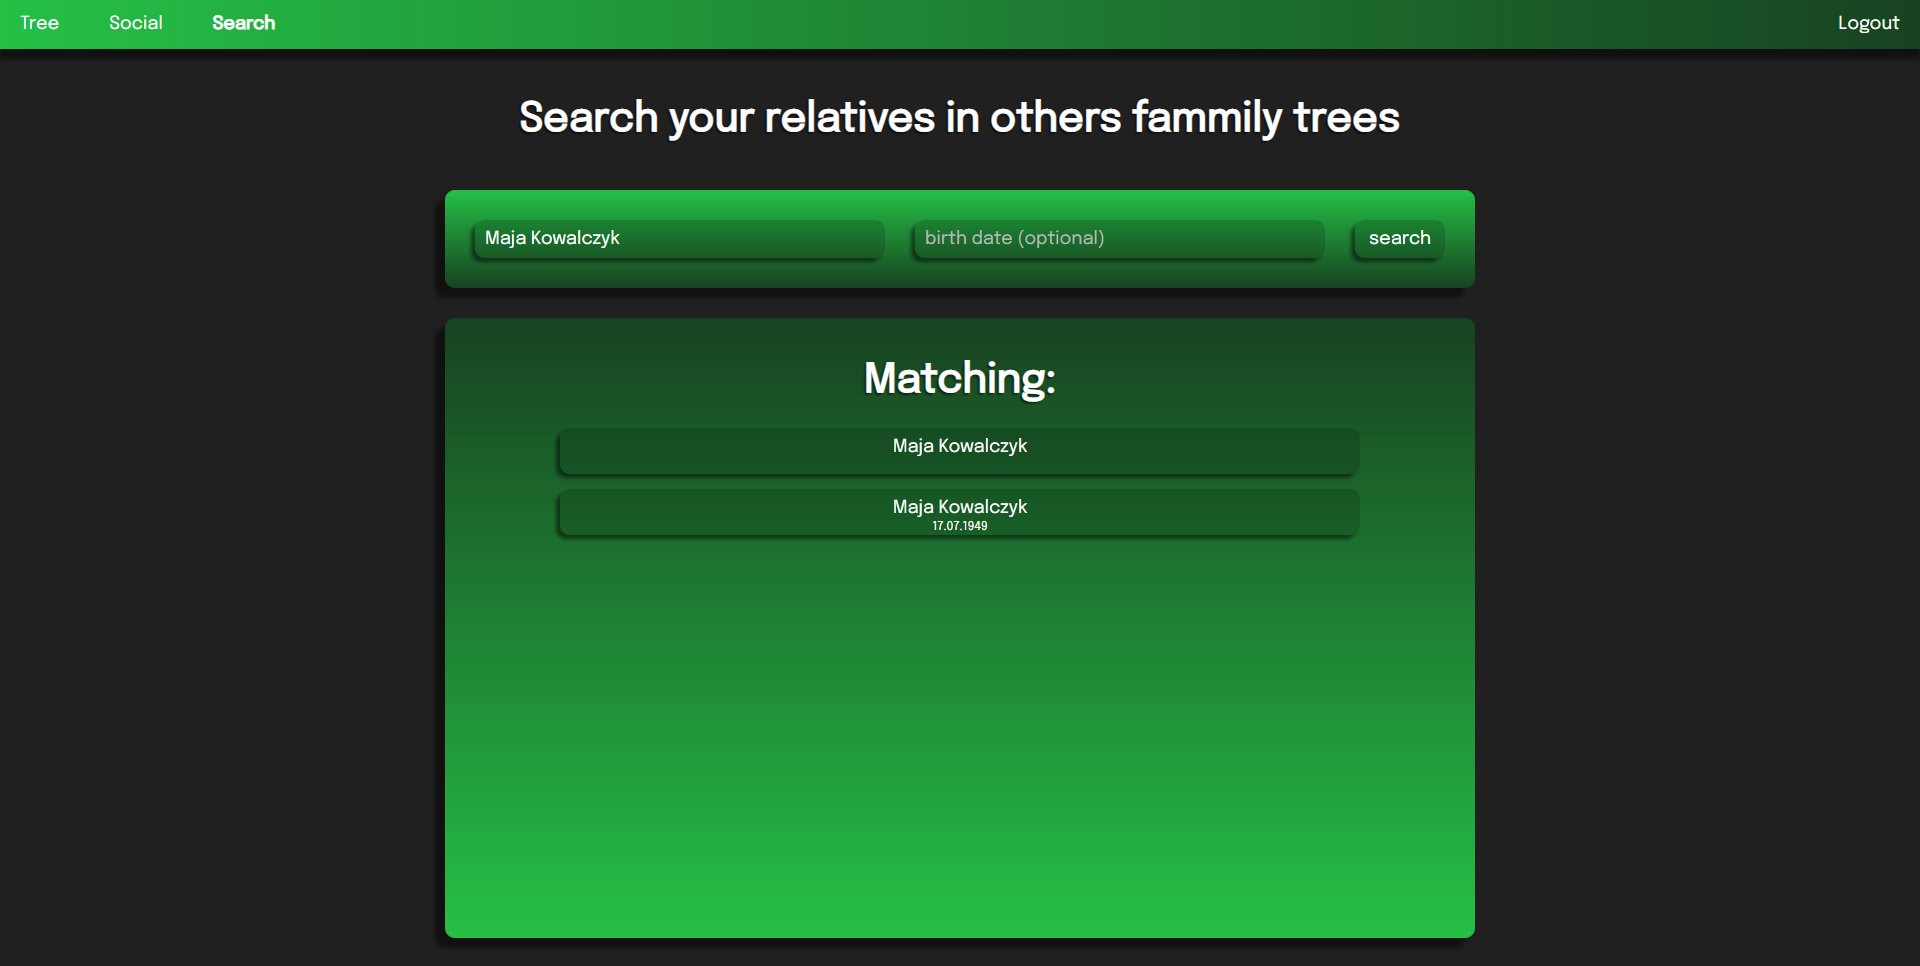 Tree Social Search Logout
Search your relatives in others fammily trees
Maja Kowalczyk birth date (optional) search
Matching:
Maja Kowalczyk
Maja Kowalczyk
17.07.1949